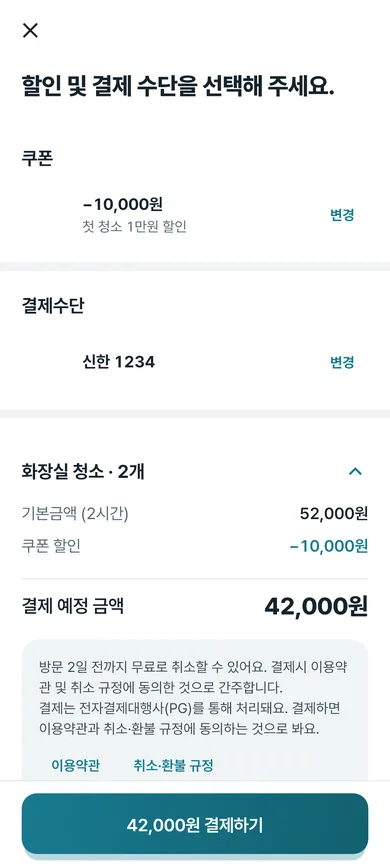 할인 및 결제 수단을 선택해 주세요.
쿠폰
-10,000원
첫 청소 1만원 할인
변경
결제수단
신한 1234
변경
화장실 청소 · 2개
기본금액 (2시간)
52,000원
쿠폰 할인
-10,000원
결제 예정 금액
42,000원
방문 2일 전까지 무료로 취소할 수 있어요. 결제시 이용약
관 및 취소 규정에 동의한 것으로 간주합니다.
결제는 전자결제대행사(PG)를 통해 처리돼요. 결제하면
이용약관과 취소·환불 규정에 동의하는 것으로 봐요.
이용약관
취소·환불 규정
42,000원 결제하기